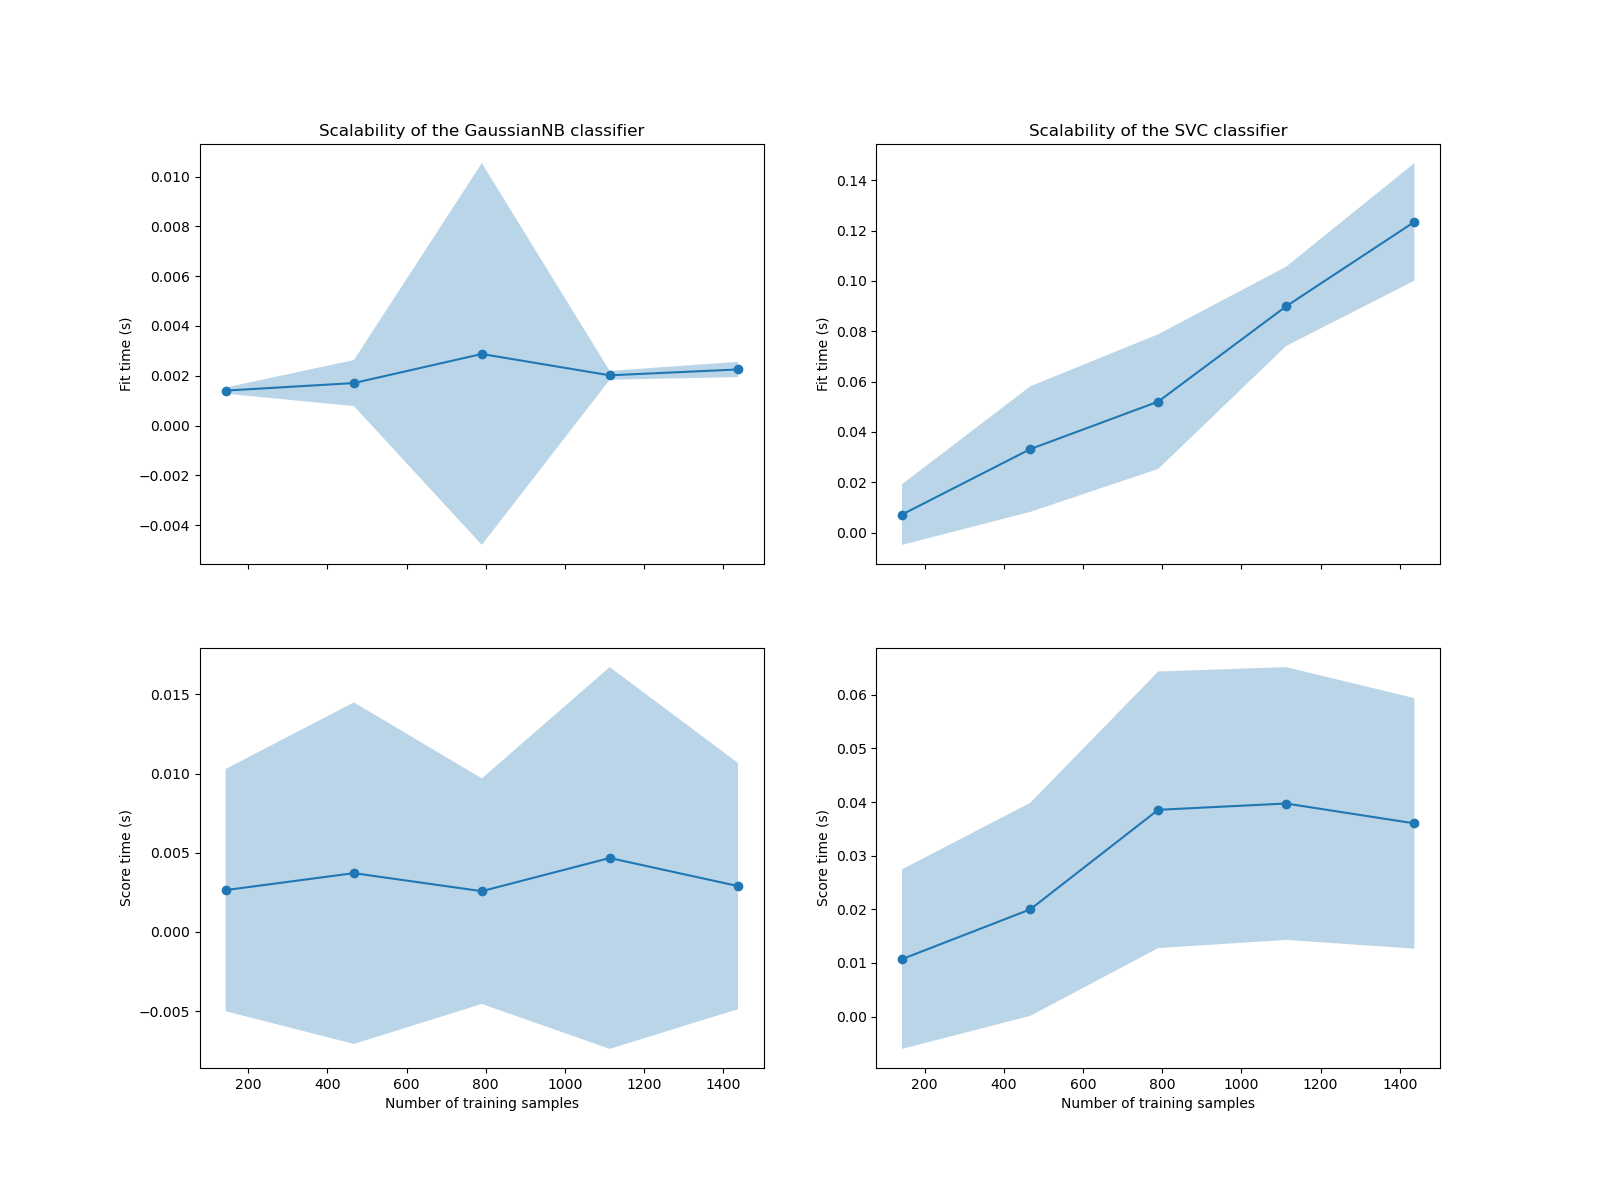 Scalability of the GaussianNB classifier
Fit time (s)
0.010
0.008
0.006
0.004
0.002
0.000
−0.002
−0.004
Scalability of the SVC classifier
Fit time (s)
0.14
0.12
0.10
0.08
0.06
0.04
0.02
0.00
Score time (s)
0.015
0.010
0.005
0.000
−0.005
200 400 600 800 1000 1200 1400
Number of training samples
Score time (s)
0.06
0.05
0.04
0.03
0.02
0.01
0.00
200 400 600 800 1000 1200 1400
Number of training samples